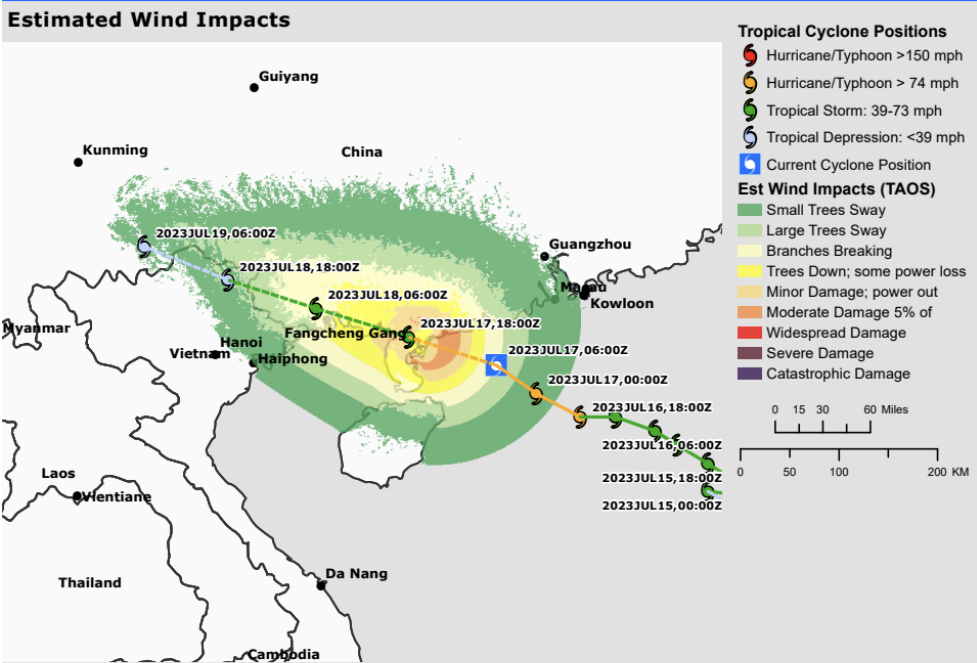 Estimated Wind Impacts
Guiyang
Kunming
China
2023JUL19,06:00Z
2023JUL18,18:00Z
2023JUL18,06:00Z
2023JUL17,18:00Z
2023JUL17,06:00Z
2023JUL17,00:00Z
2023JUL16,18:00Z
2023JUL16,06:00Z
2023JUL15,18:00Z
2023JUL15,00:00Z
Guangzhou
Macau
Kowloon
Fangcheng Gang
Myanmar
Hanoi
Vietnam
Haiphong
Laos
Vientiane
Da Nang
Thailand
Cambodia
Tropical Cyclone Positions
Hurricane/Typhoon >150 mph
Hurricane/Typhoon > 74 mph
Tropical Storm: 39-73 mph
Tropical Depression: <39 mph
Current Cyclone Position
Est Wind Impacts (TAOS)
Small Trees Sway
Large Trees Sway
Branches Breaking
Trees Down; some power loss
Minor Damage; power out
Moderate Damage 5% of
Widespread Damage
Severe Damage
Catastrophic Damage
0 15 30 60 Miles
0 50 100 200 KM